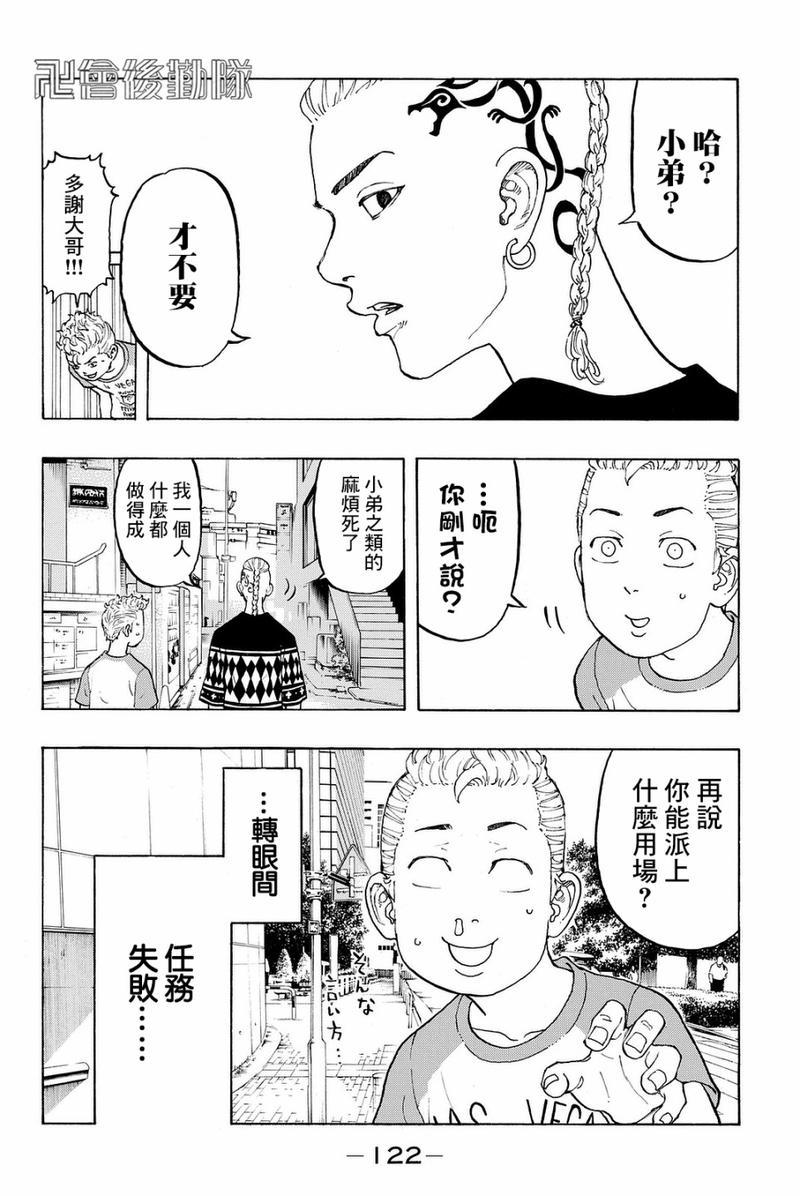 卍會後勤隊
哈？
小弟？
才不要
多謝大哥!!!
…呃
你剛才說？
小弟之類的
麻煩死了
我一個人
什麼都
做得成
再說
你能派上
什麼用場？
そんな
言い方…
LAS VEGA
…轉眼間
任務
失敗……
—122—